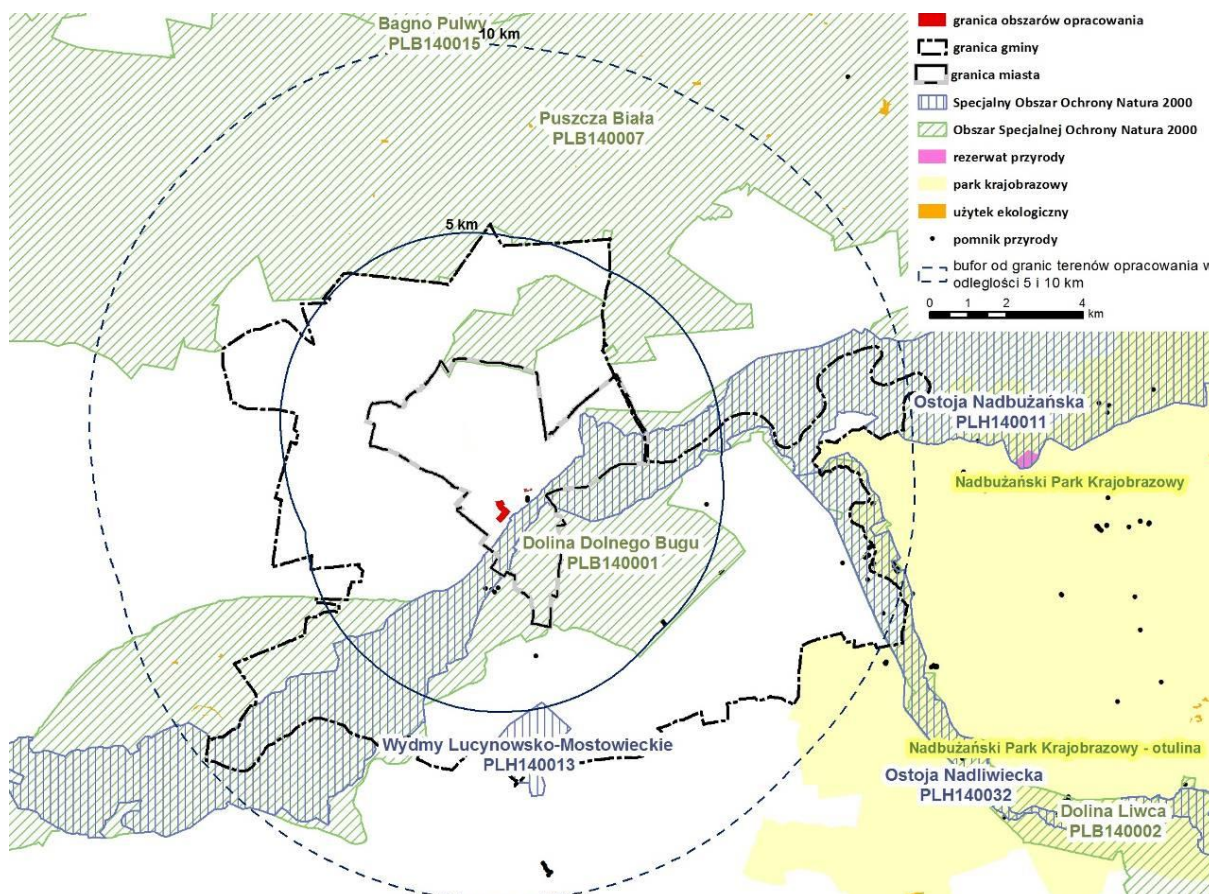 Bagno Pulwy
PLB140015
10 km
Puszcza Biała
PLB140007
5 km
granica obszarów opracowania
granica gminy
granica miasta
Specjalny Obszar Ochrony Natura 2000
Obszar Specjalnej Ochrony Natura 2000
rezerwat przyrody
park krajobrazowy
użytek ekologiczny
pomnik przyrody
bufor od granic terenów opracowania w
odległości 5 i 10 km
0 1 2 4
km
Ostoja Nadbużańska
PLH140011
Nadbużański Park Krajobrazowy
Dolina Dolnego Bugu
PLB140001
Wydmy Lucynowsko-Mostowieckie
PLH140013
Nadbużański Park Krajobrazowy - otulina
Ostoja Nadliwiecka
PLH140032
Dolina Liwca
PLB140002